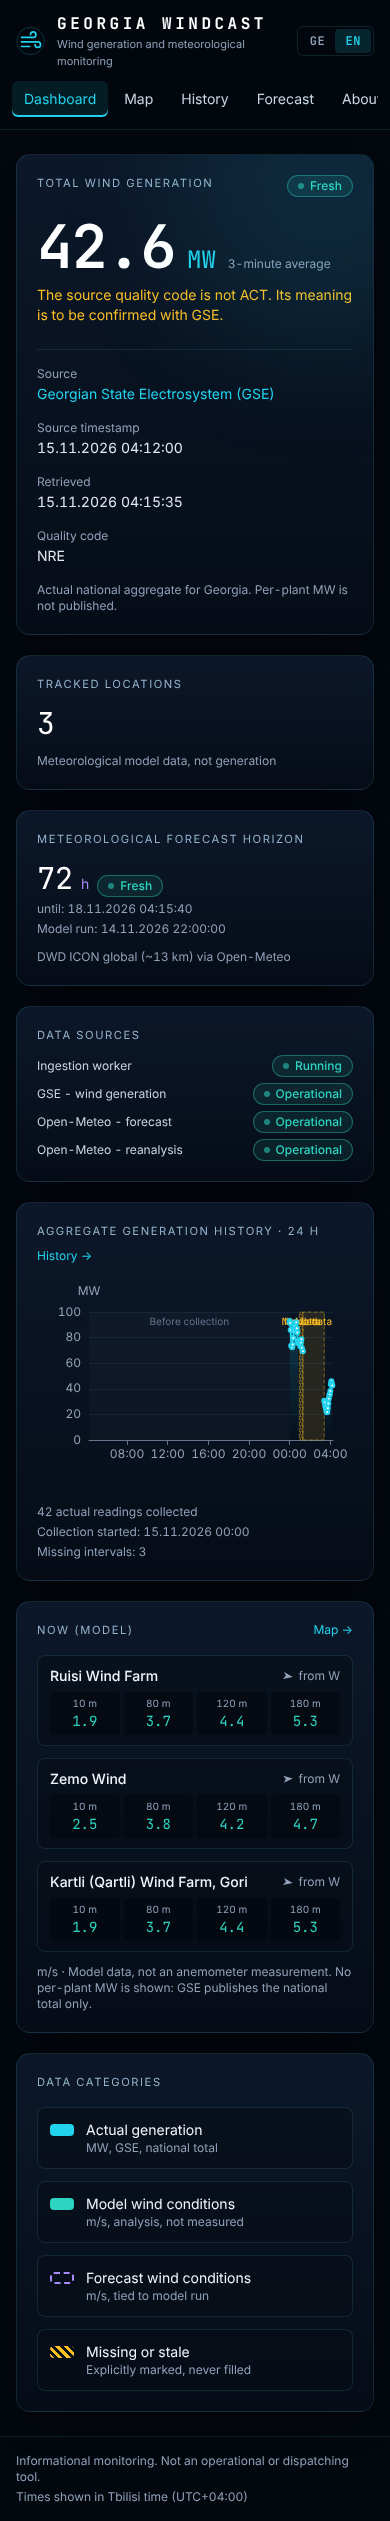 GEORGIA WINDCAST
Wind generation and meteorological
monitoring
GE EN
Dashboard Map History Forecast About
TOTAL WIND GENERATION
Fresh
42.6 MW 3-minute average
The source quality code is not ACT. Its meaning
is to be confirmed with GSE.
Source
Georgian State Electrosystem (GSE)
Source timestamp
15.11.2026 04:12:00
Retrieved
15.11.2026 04:15:35
Quality code
NRE
Actual national aggregate for Georgia. Per-plant MW is
not published.
TRACKED LOCATIONS
3
Meteorological model data, not generation
METEOROLOGICAL FORECAST HORIZON
72 h Fresh
until: 18.11.2026 04:15:40
Model run: 14.11.2026 22:00:00
DWD ICON global (~13 km) via Open-Meteo
DATA SOURCES
Ingestion worker Running
GSE - wind generation Operational
Open-Meteo - forecast Operational
Open-Meteo - reanalysis Operational
AGGREGATE GENERATION HISTORY · 24 H
History →
MW
100
Before collection
80
60
40
20
0
08:00 12:00 16:00 20:00 00:00 04:00
42 actual readings collected
Collection started: 15.11.2026 00:00
Missing intervals: 3
NOW (MODEL) Map →
Ruisi Wind Farm ➤ from W
10 m 80 m 120 m 180 m
1.9 3.7 4.4 5.3
Zemo Wind ➤ from W
10 m 80 m 120 m 180 m
2.5 3.8 4.2 4.7
Kartli (Qartli) Wind Farm, Gori ➤ from W
10 m 80 m 120 m 180 m
1.9 3.7 4.4 5.3
m/s · Model data, not an anemometer measurement. No
per-plant MW is shown: GSE publishes the national
total only.
DATA CATEGORIES
Actual generation
MW, GSE, national total
Model wind conditions
m/s, analysis, not measured
Forecast wind conditions
m/s, tied to model run
Missing or stale
Explicitly marked, never filled
Informational monitoring. Not an operational or dispatching
tool.
Times shown in Tbilisi time (UTC+04:00)